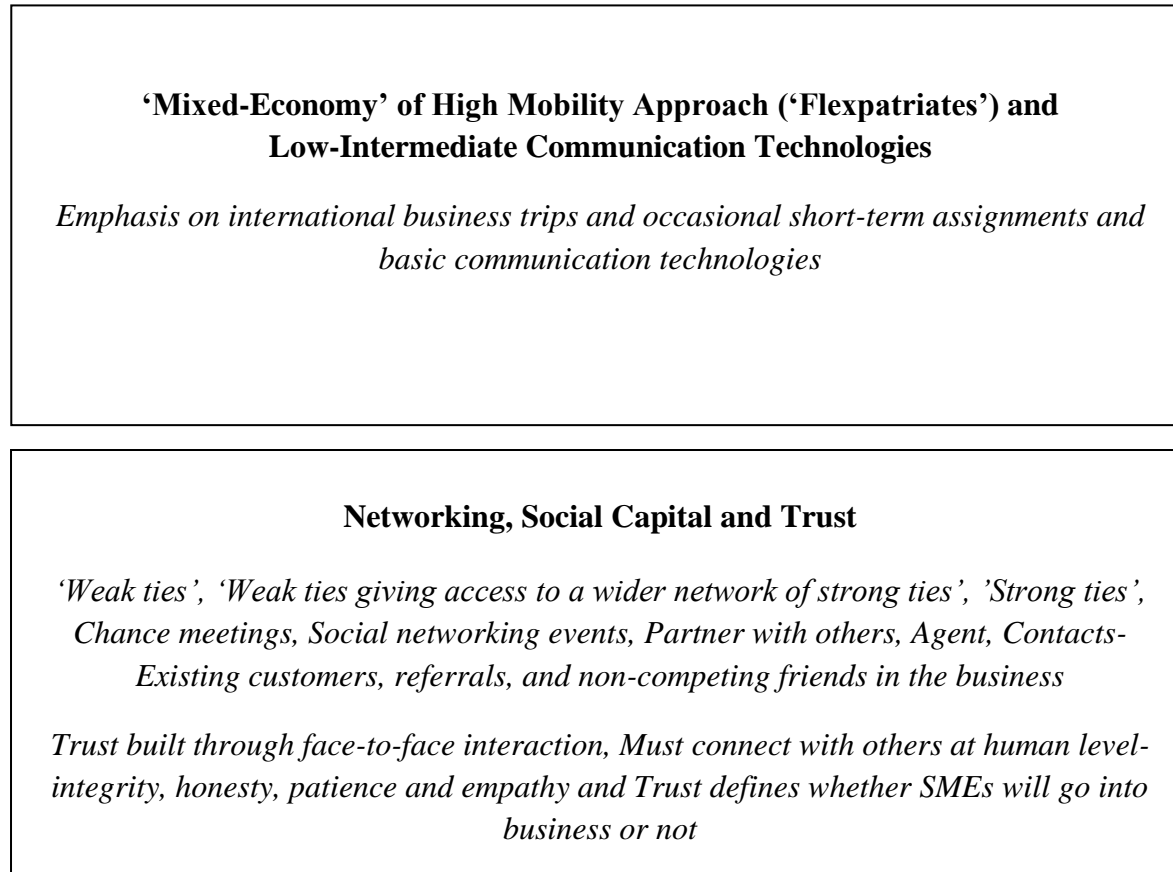 ‘Mixed-Economy’ of High Mobility Approach (‘Flexpatriates’) and
Low-Intermediate Communication Technologies
Emphasis on international business trips and occasional short-term assignments and
basic communication technologies
Networking, Social Capital and Trust
‘Weak ties’, ‘Weak ties giving access to a wider network of strong ties’, ’Strong ties’,
Chance meetings, Social networking events, Partner with others, Agent, Contacts-
Existing customers, referrals, and non-competing friends in the business
Trust built through face-to-face interaction, Must connect with others at human level-
integrity, honesty, patience and empathy and Trust defines whether SMEs will go into
business or not